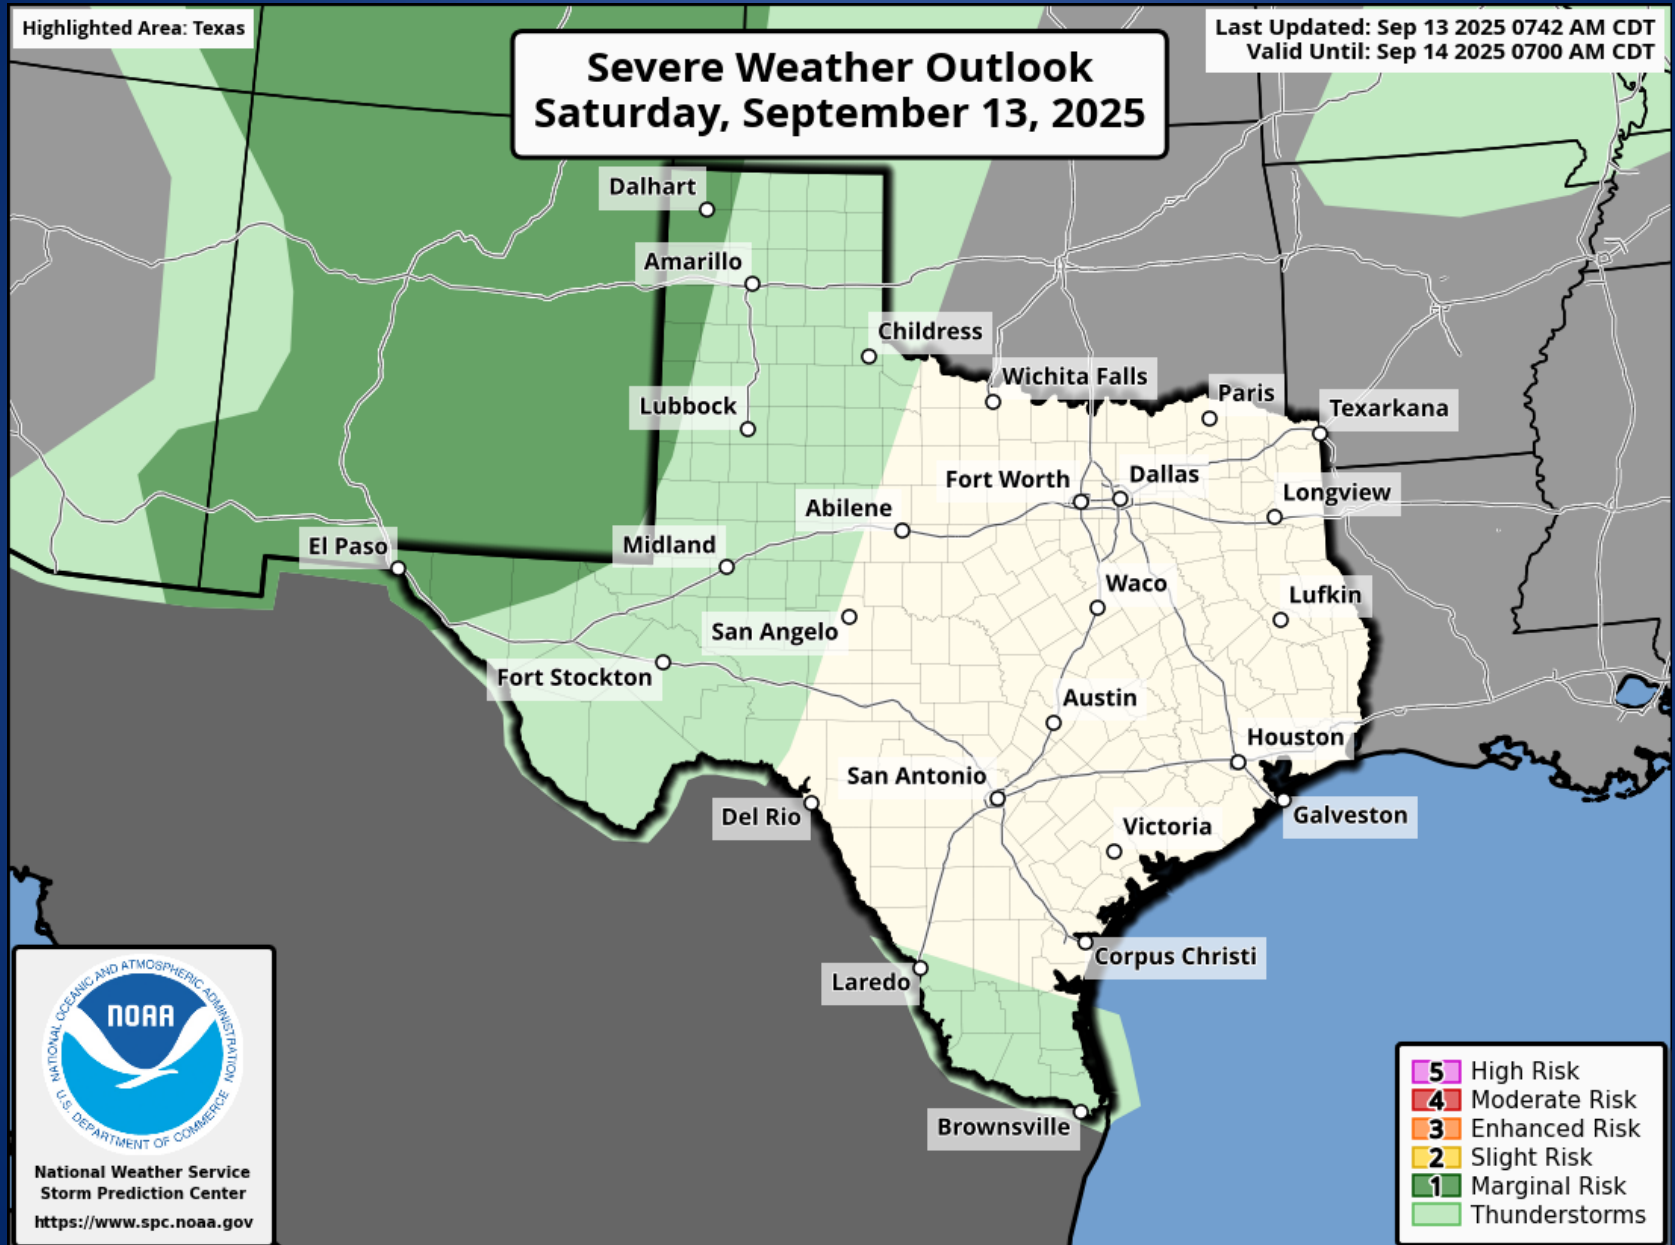 Highlighted Area: Texas
Last Updated: Sep 13 2025 0742 AM CDT
Valid Until: Sep 14 2025 0700 AM CDT
Severe Weather Outlook
Saturday, September 13, 2025
Dalhart
Amarillo
Childress
Wichita Falls
Paris
Texarkana
Lubbock
Fort Worth
Dallas
Longview
Abilene
El Paso
Midland
Waco
Lufkin
San Angelo
Fort Stockton
Austin
Houston
San Antonio
Del Rio
Galveston
Victoria
Corpus Christi
Laredo
Brownsville
NATIONAL OCEANIC AND ATMOSPHERIC ADMINISTRATION
NOAA
U.S. DEPARTMENT OF COMMERCE
National Weather Service
Storm Prediction Center
https://www.spc.noaa.gov
5 High Risk
4 Moderate Risk
3 Enhanced Risk
2 Slight Risk
1 Marginal Risk
Thunderstorms